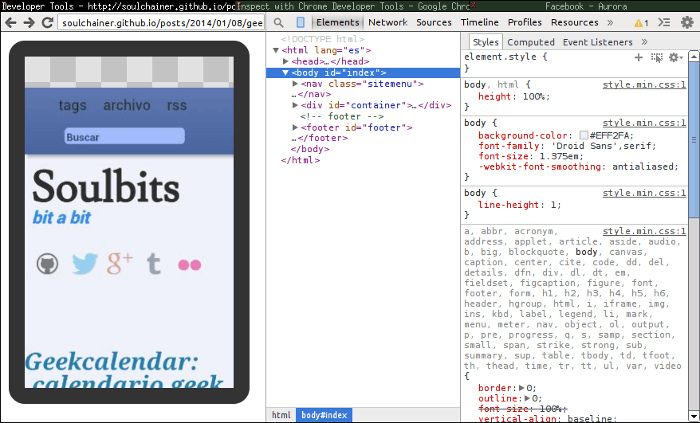 Developer Tools - http://soulchainer.github.io/pc
Inspect with Chrome Developer Tools - Google Chr
Facebook - Aurora
soulchainer.github.io/posts/2014/01/08/gee
Elements Network Sources Timeline Profiles Resources » 1
tags archivo rss
Buscar
Soulbits
bit a bit
g+ t
Geekcalendar:
calendario geek
<!DOCTYPE html>
<html lang="es">
<head>…</head>
<body id="index">
<nav class="sitemenu">
…</nav>
<div id="container">…</div>
<!-- footer -->
<footer id="footer">
…</footer>
</body>
</html>
html body#index
Styles Computed Event Listeners »
element.style {
}
body, html { style.min.css:1
height: 100%;
}
body { style.min.css:1
background-color: #EFF2FA;
font-family: 'Droid Sans',serif;
font-size: 1.375em;
-webkit-font-smoothing: antialiased;
}
body { style.min.css:1
line-height: 1;
}
style.min.css:1
a, abbr, acronym,
address, applet, article, aside, audio,
b, big, blockquote, body, canvas,
caption, center, cite, code, dd, del,
details, dfn, div, dl, dt, em,
fieldset, figcaption, figure, font,
footer, form, h1, h2, h3, h4, h5, h6,
header, hgroup, html, i, iframe, img,
ins, kbd, label, legend, li, mark,
menu, meter, nav, object, ol, output,
p, pre, progress, q, s, samp, section,
small, span, strike, strong, sub,
summary, sup, table, tbody, td, tfoot,
th, thead, time, tr, tt, ul, var, video
{
border: 0;
outline: 0;
font-size: 100%;
vertical-align: baseline;